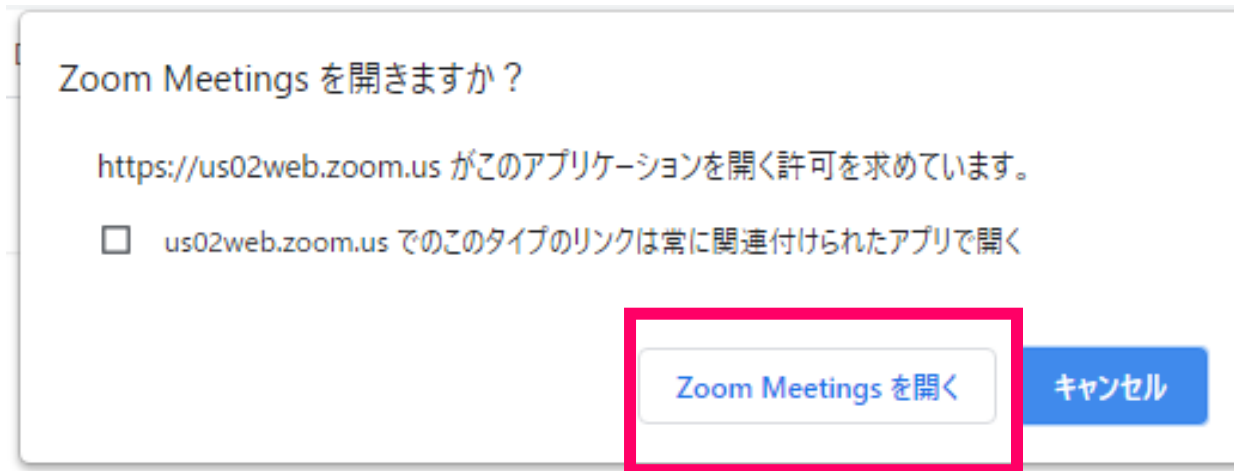 Zoom Meetings を開きますか？
https://us02web.zoom.us がこのアプリケーションを開く許可を求めています。
us02web.zoom.us でのこのタイプのリンクは常に関連付けられたアプリで開く
Zoom Meetings を開く
キャンセル